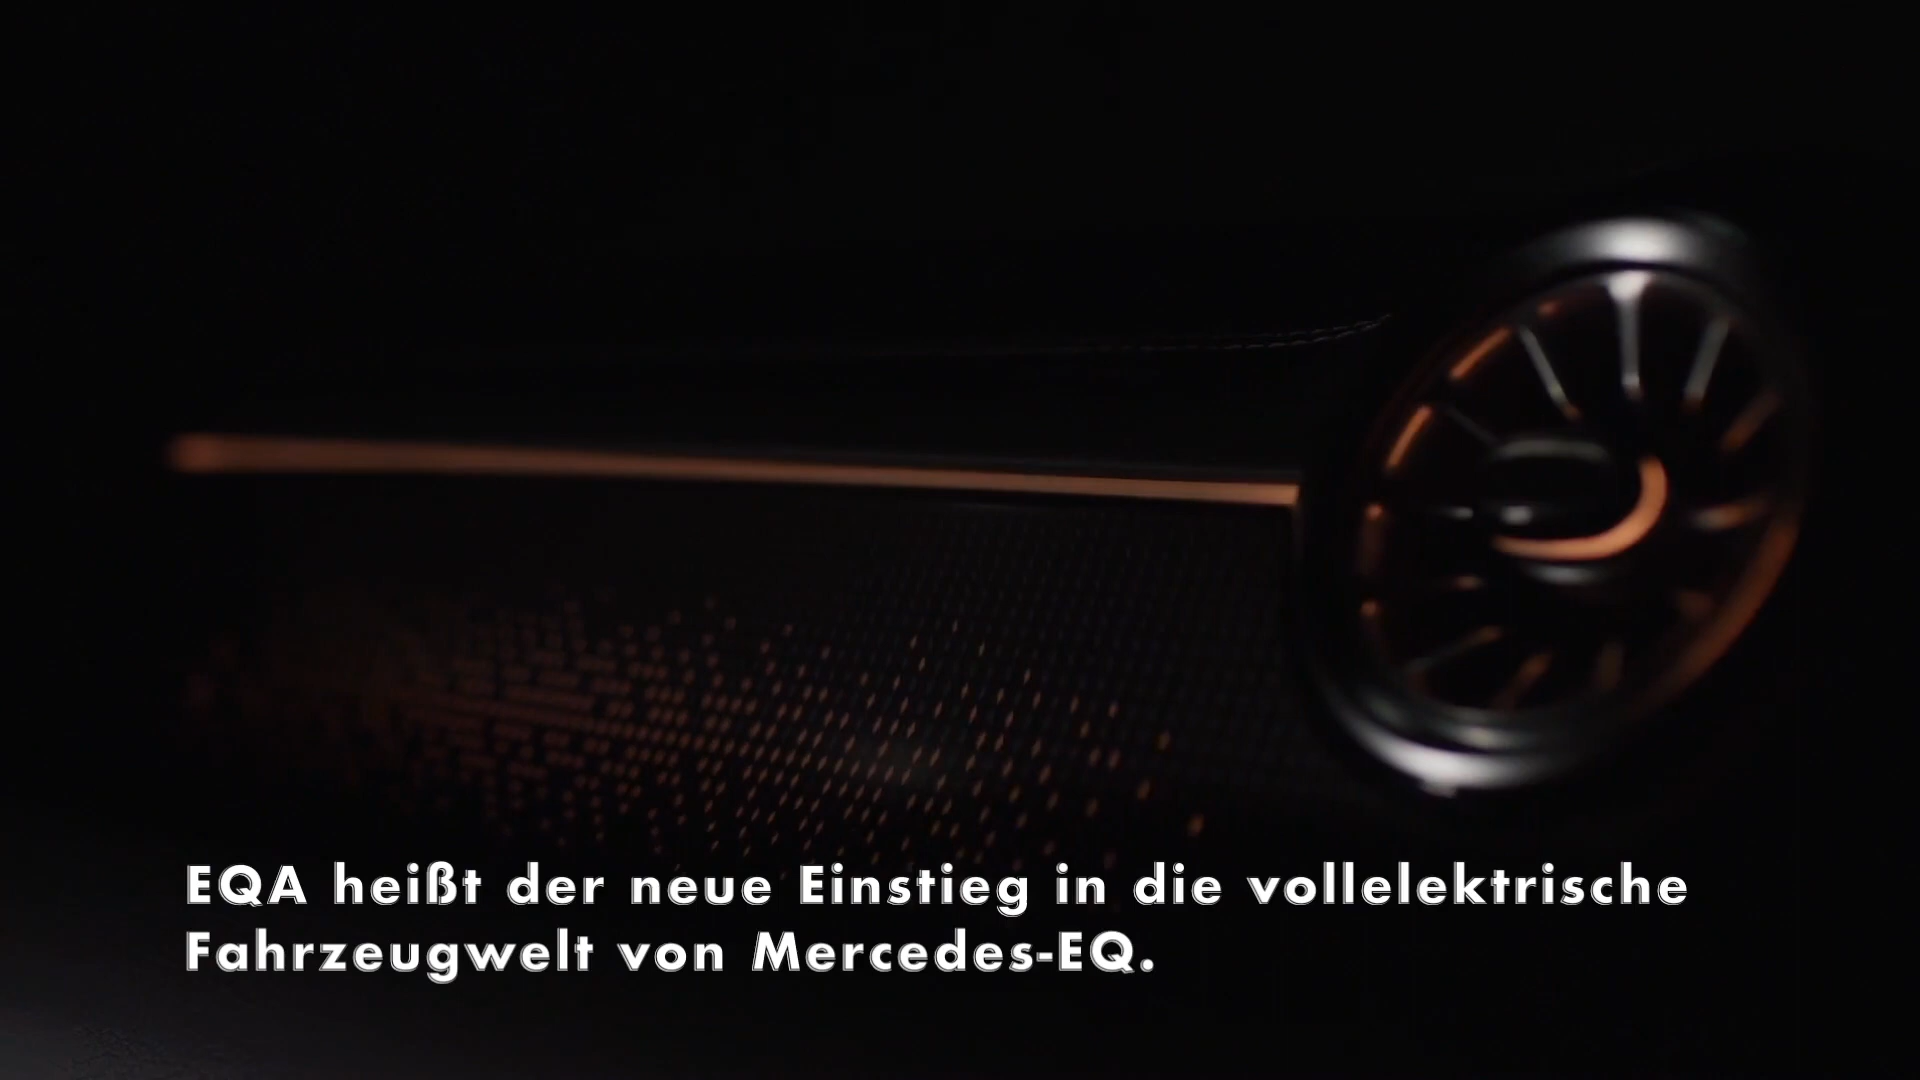 EQA heißt der neue Einstieg in die vollelektrische
Fahrzeugwelt von Mercedes-EQ.